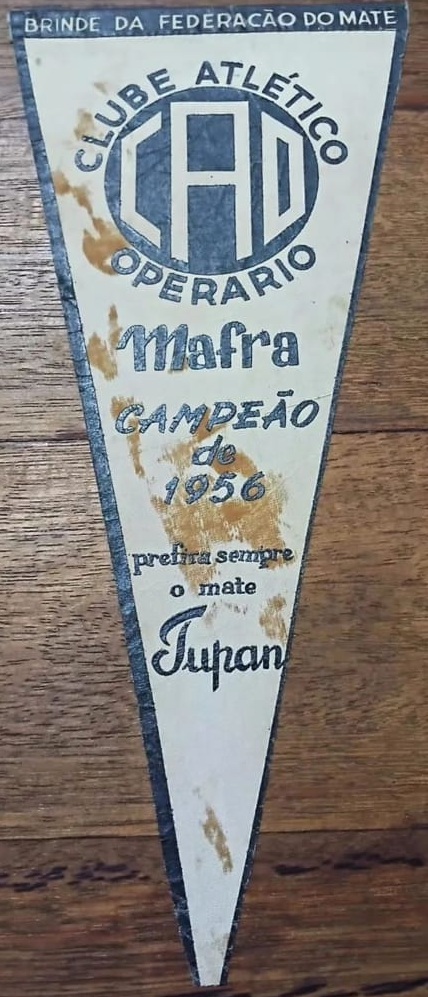 BRINDE DA FEDERAÇÃO DO MATE
CLUBE ATLÉTICO
CAO
OPERARIO
Mafra
CAMPEÃO
de
1956
prefira sempre
o mate
Tupan